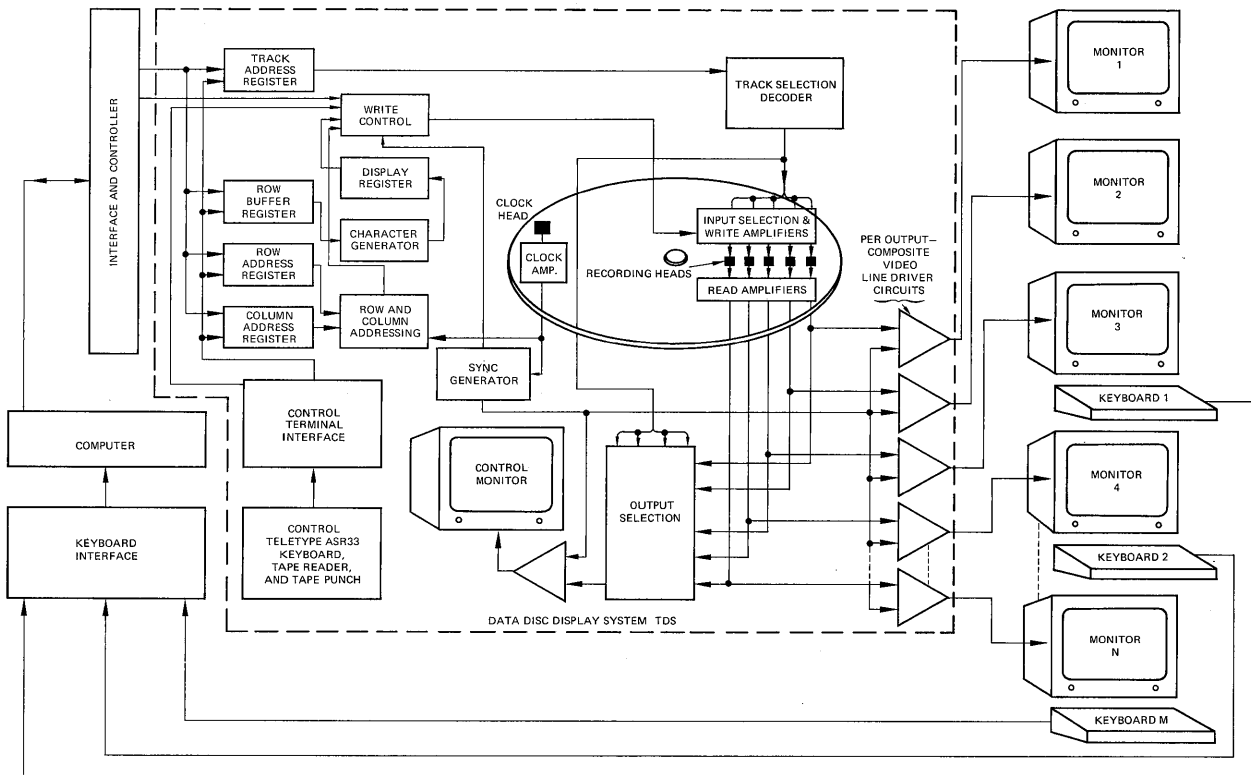 INTERFACE AND CONTROLLER
TRACK
ADDRESS
REGISTER
WRITE
CONTROL
DISPLAY
REGISTER
ROW
BUFFER
REGISTER
CHARACTER
GENERATOR
ROW
ADDRESS
REGISTER
COLUMN
ADDRESS
REGISTER
ROW AND
COLUMN
ADDRESSING
TRACK SELECTION
DECODER
CLOCK
HEAD
CLOCK
AMP.
INPUT SELECTION &
WRITE AMPLIFIERS
RECORDING HEADS
READ AMPLIFIERS
PER OUTPUT—
COMPOSITE
VIDEO
LINE DRIVER
CIRCUITS
SYNC
GENERATOR
CONTROL
TERMINAL
INTERFACE
CONTROL
TELETYPE ASR33
KEYBOARD,
TAPE READER,
AND TAPE PUNCH
CONTROL
MONITOR
OUTPUT
SELECTION
DATA DISC DISPLAY SYSTEM TDS
COMPUTER
KEYBOARD
INTERFACE
MONITOR
1
MONITOR
2
MONITOR
3
KEYBOARD 1
MONITOR
4
KEYBOARD 2
MONITOR
N
KEYBOARD M